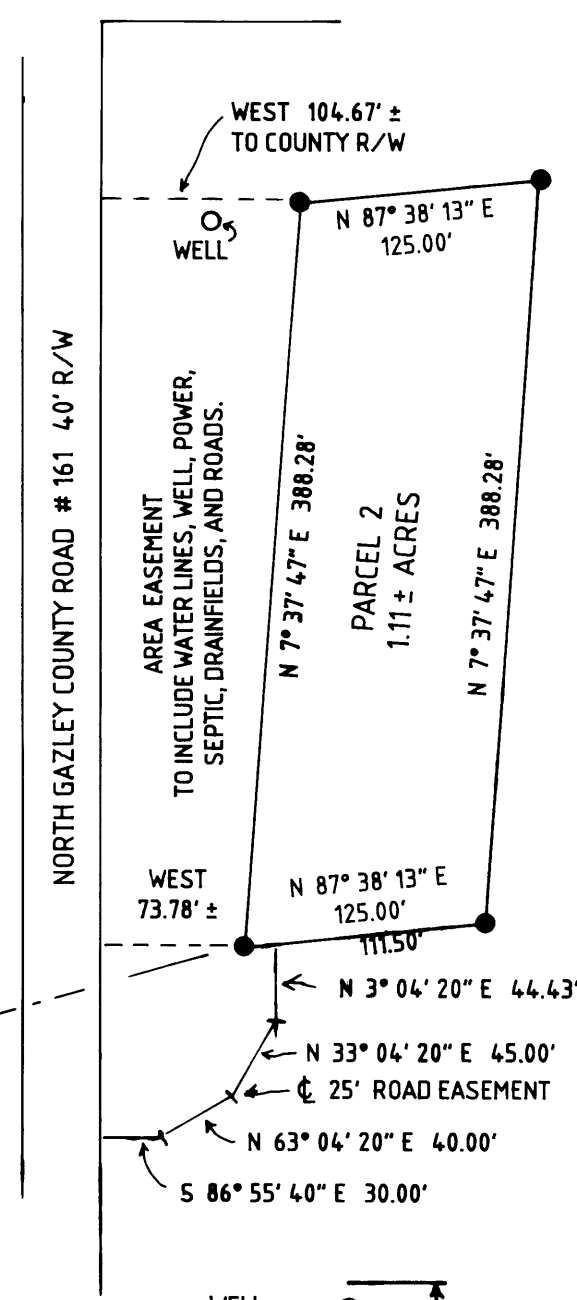 WEST 104.67' ±
TO COUNTY R/W
N 87° 38' 13" E
125.00'
WELL
NORTH GAZLEY COUNTY ROAD # 161 40' R/W
AREA EASEMENT
TO INCLUDE WATER LINES, WELL, POWER,
SEPTIC, DRAINFIELDS, AND ROADS.
N 7° 37' 47" E 388.28'
PARCEL 2
1.11 ± ACRES
N 7° 37' 47" E 388.28'
WEST
73.78' ±
N 87° 38' 13" E
125.00'
111.50'
N 3° 04' 20" E 44.43'
N 33° 04' 20" E 45.00'
℄ 25' ROAD EASEMENT
N 63° 04' 20" E 40.00'
S 86° 55' 40" E 30.00'
WELL